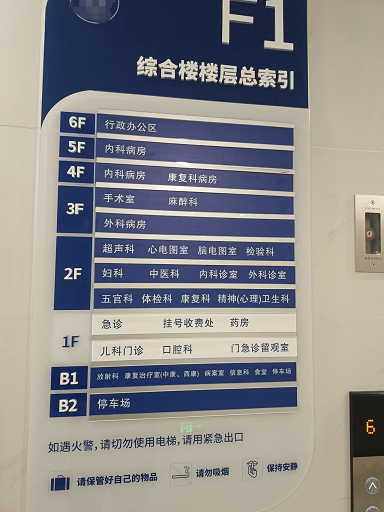 F1
综合楼楼层总索引
6F 行政办公区
5F 内科病房
4F 内科病房 康复科病房
3F 手术室 麻醉科
外科病房
2F 超声科 心电图室 脑电图室 检验科
妇科 中医科 内科诊室 外科诊室
五官科 体检科 康复科 精神(心理)卫生科
1F 急诊 挂号收费处 药房
儿科门诊 口腔科 门急诊留观室
B1 放射科 康复治疗室(中康、西康) 病案室 信息科 食堂 停车场
B2 停车场
如遇火警,请切勿使用电梯,请用紧急出口
请保管好自己的物品 请勿吸烟 保持安静
6